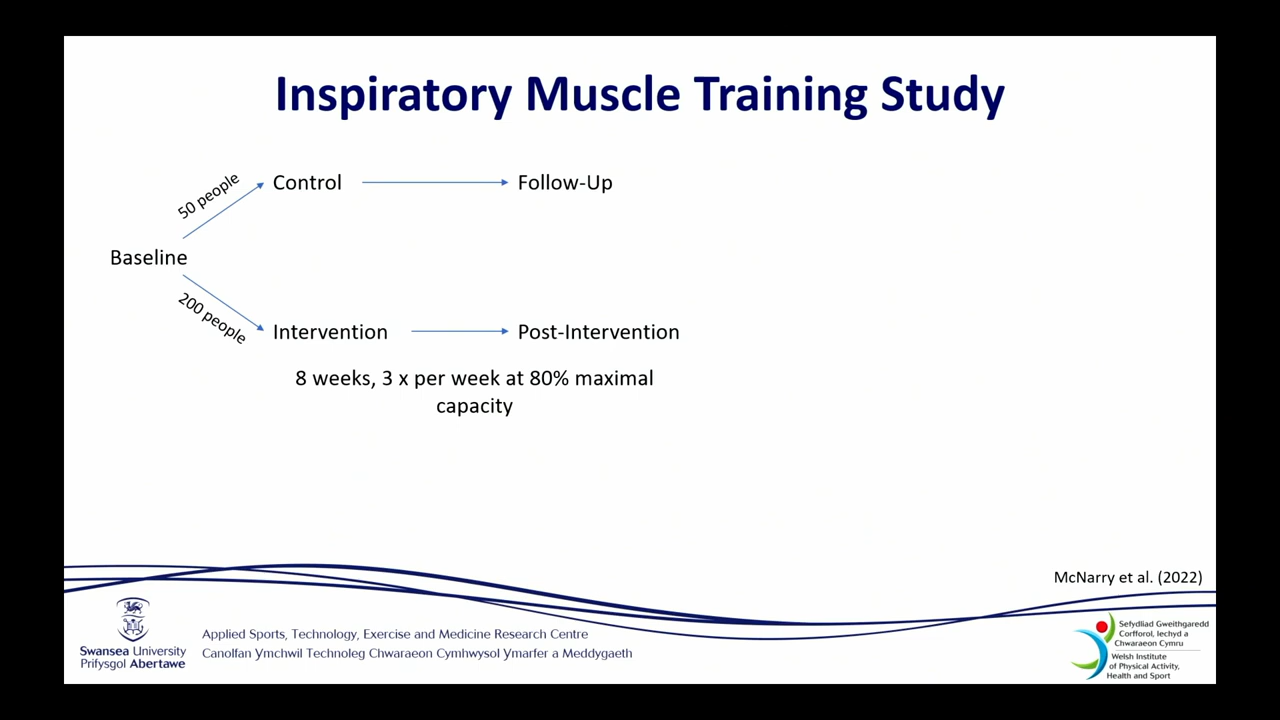 Inspiratory Muscle Training Study
50 people
Control
Follow-Up
Baseline
200 people
Intervention
Post-Intervention
8 weeks, 3 x per week at 80% maximal
capacity
McNarry et al. (2022)
Swansea University
Prifysgol Abertawe
Applied Sports, Technology, Exercise and Medicine Research Centre
Canolfan Ymchwil Technoleg Chwaraeon Cymhwysol Ymarfer a Meddygaeth
Sefydliad Gweithgaredd
Corfforol, Iechyd a
Chwaraeon Cymru
Welsh Institute
of Physical Activity,
Health and Sport